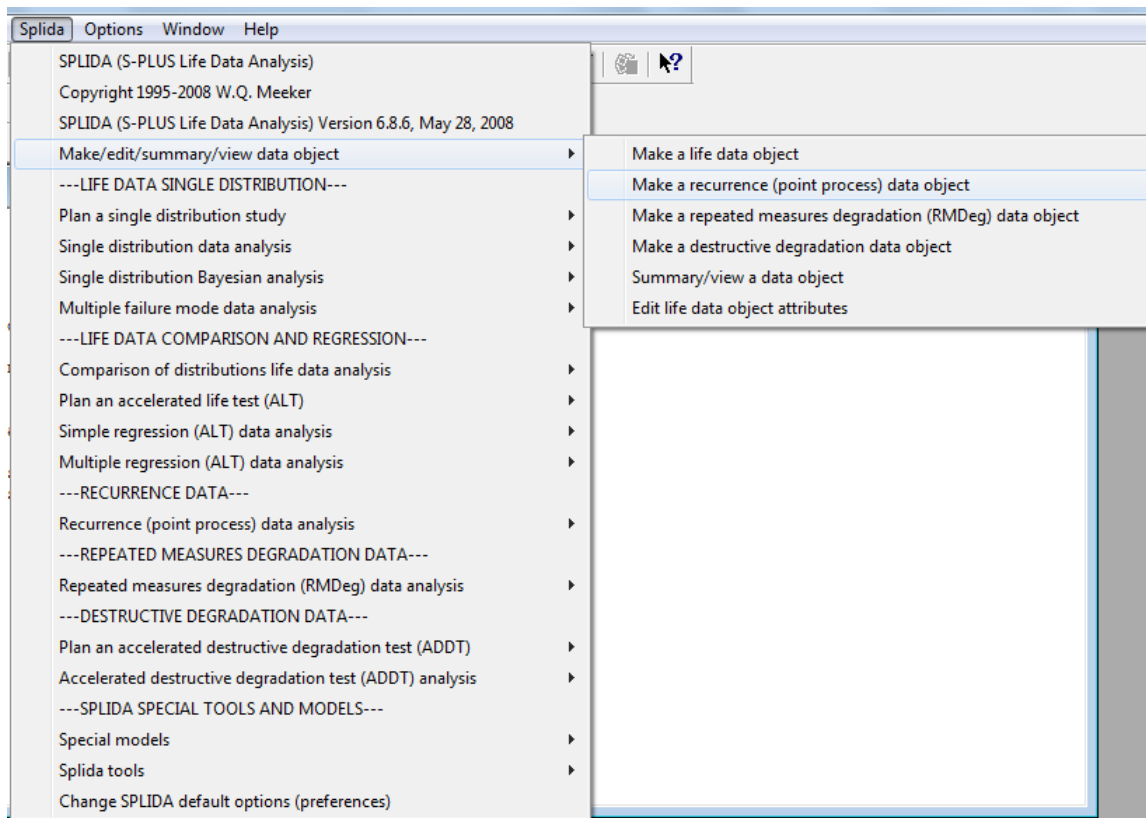 Splida Options Window Help
SPLIDA (S-PLUS Life Data Analysis)
Copyright 1995-2008 W.Q. Meeker
SPLIDA (S-PLUS Life Data Analysis) Version 6.8.6, May 28, 2008
Make/edit/summary/view data object
---LIFE DATA SINGLE DISTRIBUTION---
Plan a single distribution study
Single distribution data analysis
Single distribution Bayesian analysis
Multiple failure mode data analysis
---LIFE DATA COMPARISON AND REGRESSION---
Comparison of distributions life data analysis
Plan an accelerated life test (ALT)
Simple regression (ALT) data analysis
Multiple regression (ALT) data analysis
---RECURRENCE DATA---
Recurrence (point process) data analysis
---REPEATED MEASURES DEGRADATION DATA---
Repeated measures degradation (RMDeg) data analysis
---DESTRUCTIVE DEGRADATION DATA---
Plan an accelerated destructive degradation test (ADDT)
Accelerated destructive degradation test (ADDT) analysis
---SPLIDA SPECIAL TOOLS AND MODELS---
Special models
Splida tools
Change SPLIDA default options (preferences)
Make a life data object
Make a recurrence (point process) data object
Make a repeated measures degradation (RMDeg) data object
Make a destructive degradation data object
Summary/view a data object
Edit life data object attributes